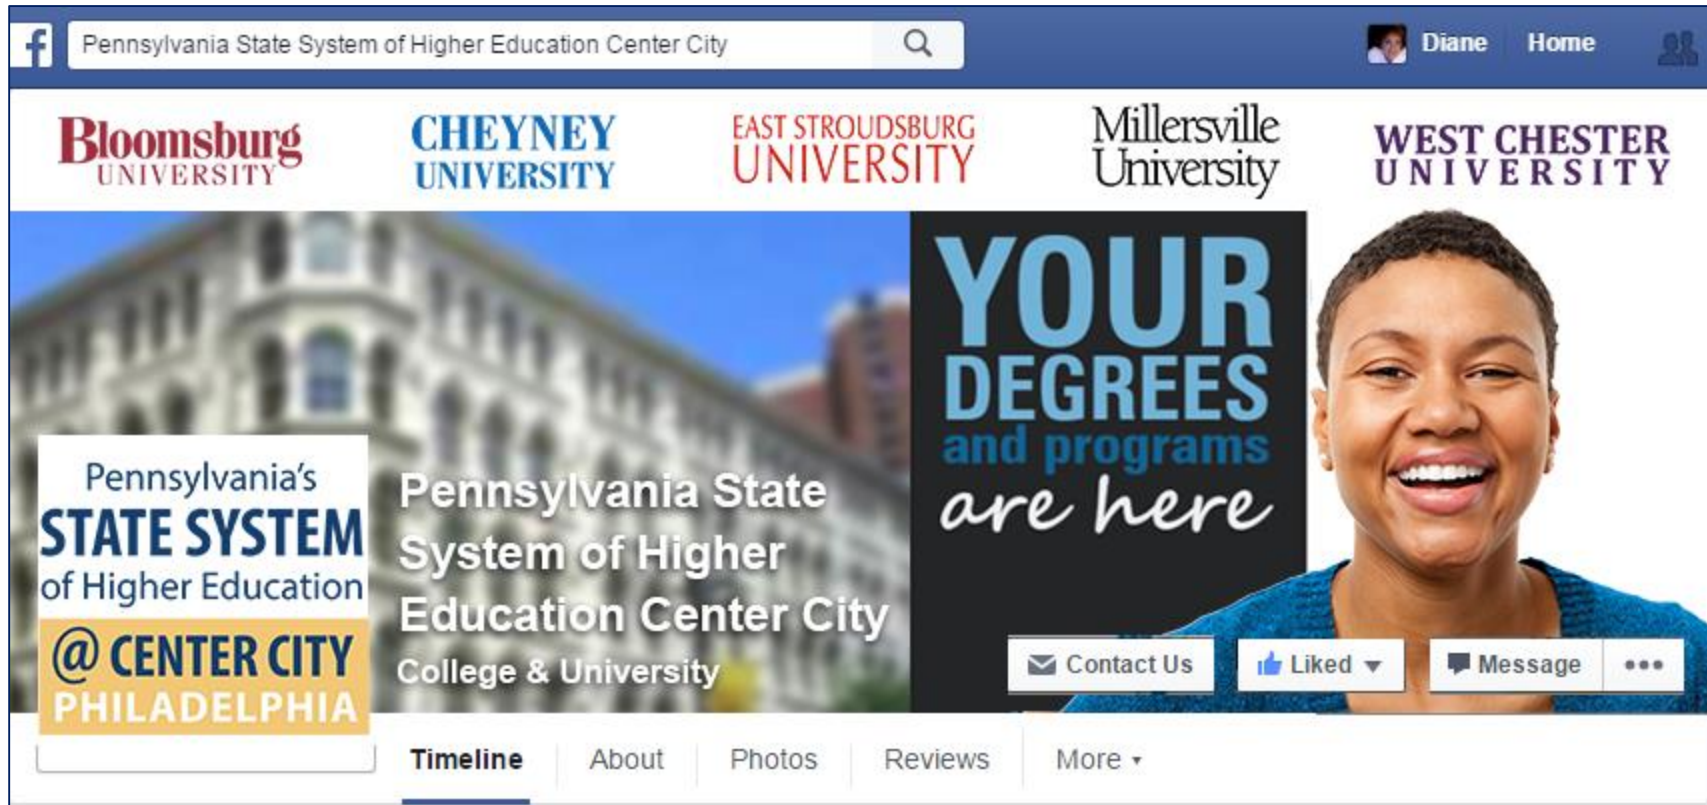 f
Pennsylvania State System of Higher Education Center City
Diane
Home
Bloomsburg
UNIVERSITY
CHEYNEY
UNIVERSITY
EAST STROUDSBURG
UNIVERSITY
Millersville
University
WEST CHESTER
UNIVERSITY
YOUR
DEGREES
and programs
are here
Pennsylvania's
STATE SYSTEM
of Higher Education
@ CENTER CITY
PHILADELPHIA
Pennsylvania State
System of Higher
Education Center City
College & University
Contact Us
Liked
Message
Timeline
About
Photos
Reviews
More